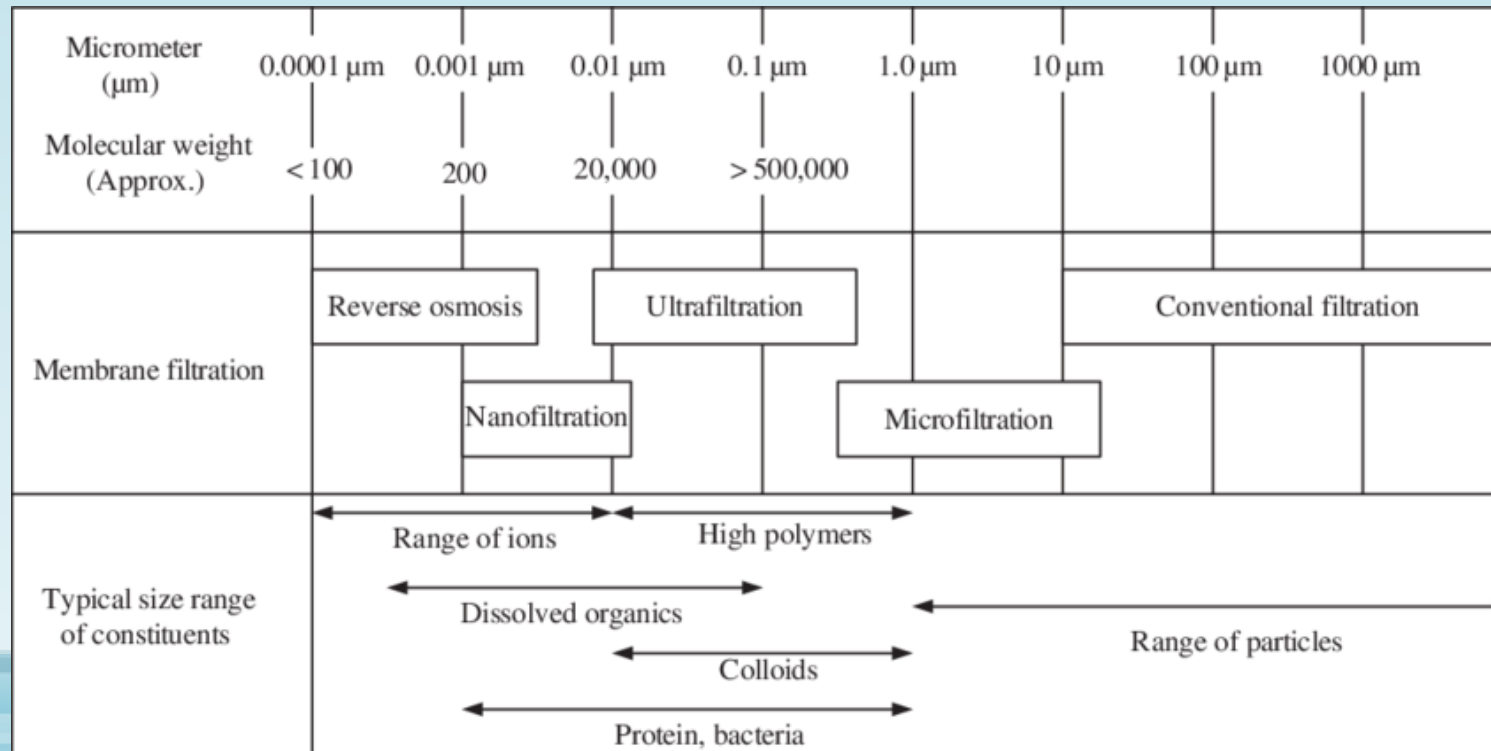 Micrometer
(μm)
0.0001 μm 0.001 μm 0.01 μm 0.1 μm 1.0 μm 10 μm 100 μm 1000 μm
Molecular weight
(Approx.)
< 100 200 20,000 > 500,000
Membrane filtration
Reverse osmosis Ultrafiltration Conventional filtration
Nanofiltration Microfiltration
Typical size range
of constituents
Range of ions High polymers
Dissolved organics
Range of particles
Colloids
Protein, bacteria